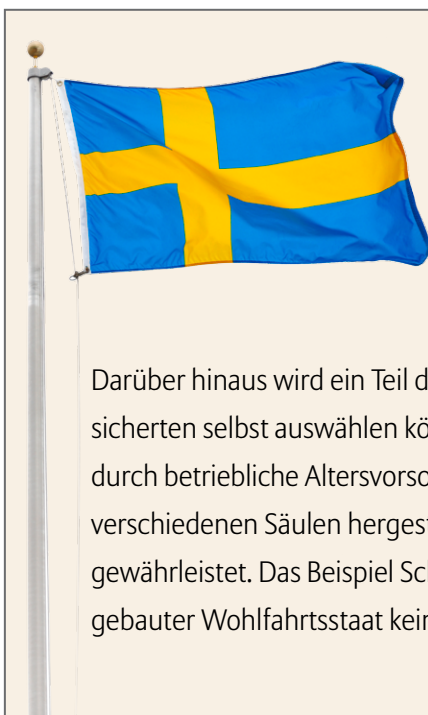 Darüber hinaus wird ein Teil d
sicherten selbst auswählen kö
durch betriebliche Altersvorso
verschiedenen Säulen hergest
gewährleistet. Das Beispiel Sc
gebauter Wohlfahrtsstaat kein